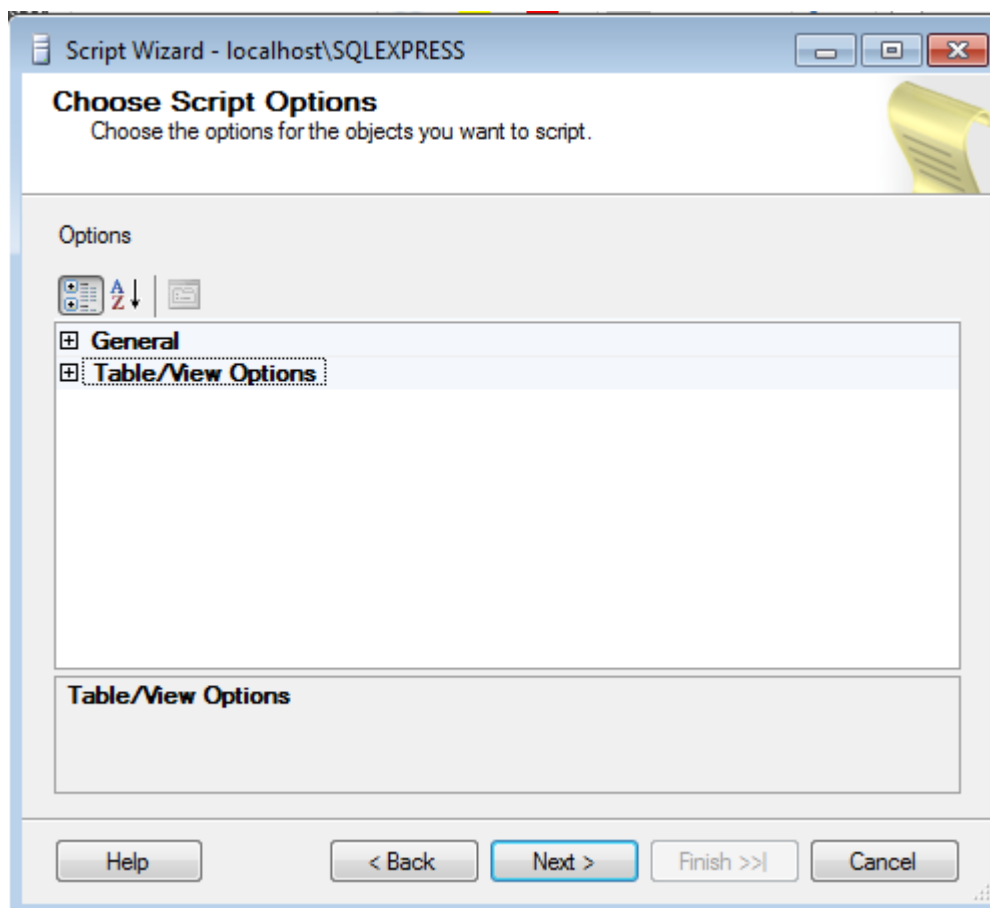 Script Wizard - localhost\SQLEXPRESS
Choose Script Options
Choose the options for the objects you want to script.
Options
A
Z
General
Table/View Options
Table/View Options
Help
< Back
Next >
Finish >>|
Cancel